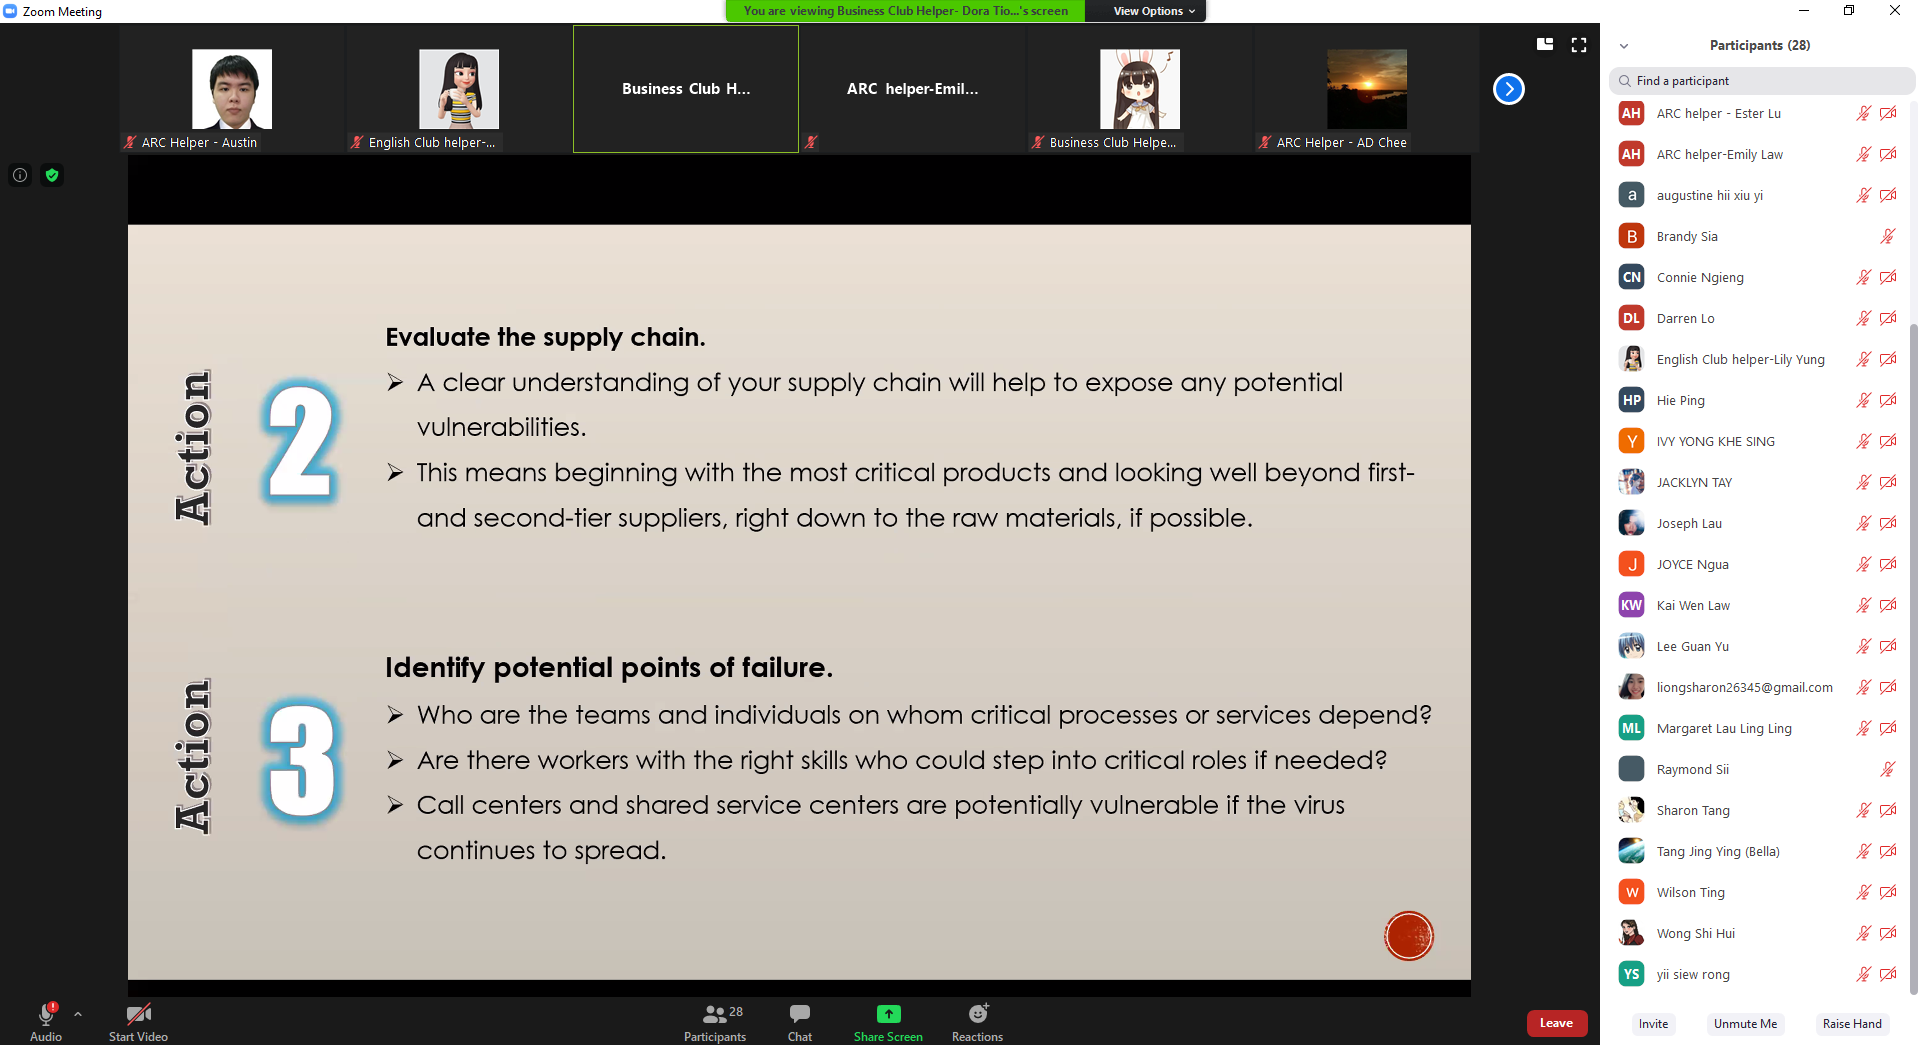 Zoom Meeting
You are viewing Business Club Helper- Dora Tio...'s screen
View Options
ARC Helper - Austin
English Club helper-...
Business Club H...
ARC helper-Emil...
Business Club Helpe...
ARC Helper - AD Chee
Action
2
Evaluate the supply chain.
A clear understanding of your supply chain will help to expose any potential
vulnerabilities.
This means beginning with the most critical products and looking well beyond first-
and second-tier suppliers, right down to the raw materials, if possible.
Action
3
Identify potential points of failure.
Who are the teams and individuals on whom critical processes or services depend?
Are there workers with the right skills who could step into critical roles if needed?
Call centers and shared service centers are potentially vulnerable if the virus
continues to spread.
Participants (28)
Find a participant
AH ARC helper - Ester Lu
AH ARC helper-Emily Law
a augustine hii xiu yi
B Brandy Sia
CN Connie Ngieng
DL Darren Lo
English Club helper-Lily Yung
HP Hie Ping
Y IVY YONG KHE SING
JACKLYN TAY
Joseph Lau
J JOYCE Ngua
KW Kai Wen Law
Lee Guan Yu
liongsharon26345@gmail.com
ML Margaret Lau Ling Ling
Raymond Sii
Sharon Tang
Tang Jing Ying (Bella)
W Wilson Ting
Wong Shi Hui
YS yii siew rong
Invite
Unmute Me
Raise Hand
Audio
Start Video
28
Participants
Chat
Share Screen
Reactions
Leave